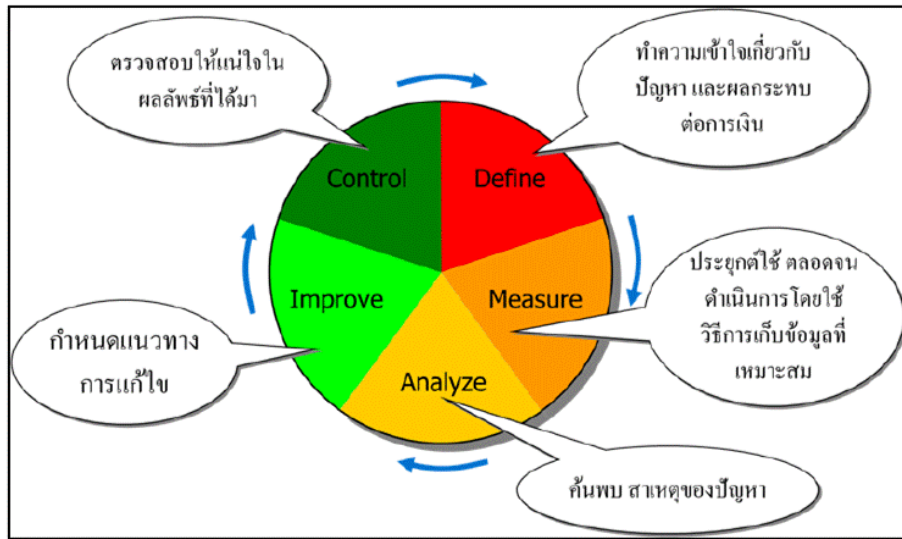 ตรวจสอบให้แน่ใจใน
ผลลัพธ์ที่ได้มา
ทำความเข้าใจเกี่ยวกับ
ปัญหา และผลกระทบ
ต่อการเงิน
Control
Define
ประยุกต์ใช้ ตลอดจน
ดำเนินการโดยใช้
วิธีการเก็บข้อมูลที่
เหมาะสม
Improve
Measure
กำหนดแนวทาง
การแก้ไข
Analyze
ค้นพบ สาเหตุของปัญหา